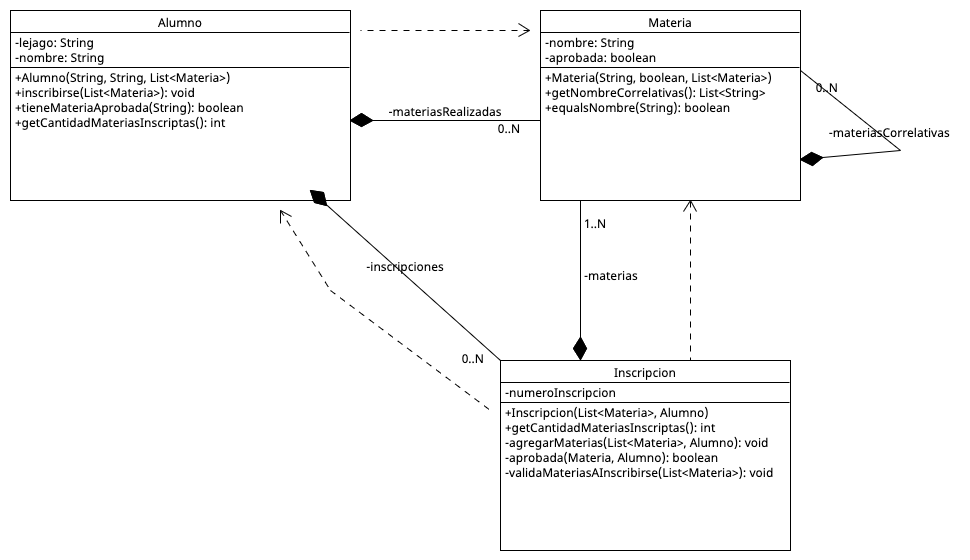 Alumno
-lejago: String
-nombre: String
+Alumno(String, String, List<Materia>)
+inscribirse(List<Materia>): void
+tieneMateriaAprobada(String): boolean
+getCantidadMateriasInscriptas(): int
Materia
-nombre: String
-aprobada: boolean
+Materia(String, boolean, List<Materia>)
+getNombreCorrelativas(): List<String>
+equalsNombre(String): boolean
-materiasRealizadas
0..N
0..N
-materiasCorrelativas
1..N
-materias
-inscripciones
0..N
Inscripcion
-numeroInscripcion
+Inscripcion(List<Materia>, Alumno)
+getCantidadMateriasInscriptas(): int
-agregarMaterias(List<Materia>, Alumno): void
-aprobada(Materia, Alumno): boolean
-validaMateriasAInscribirse(List<Materia>): void